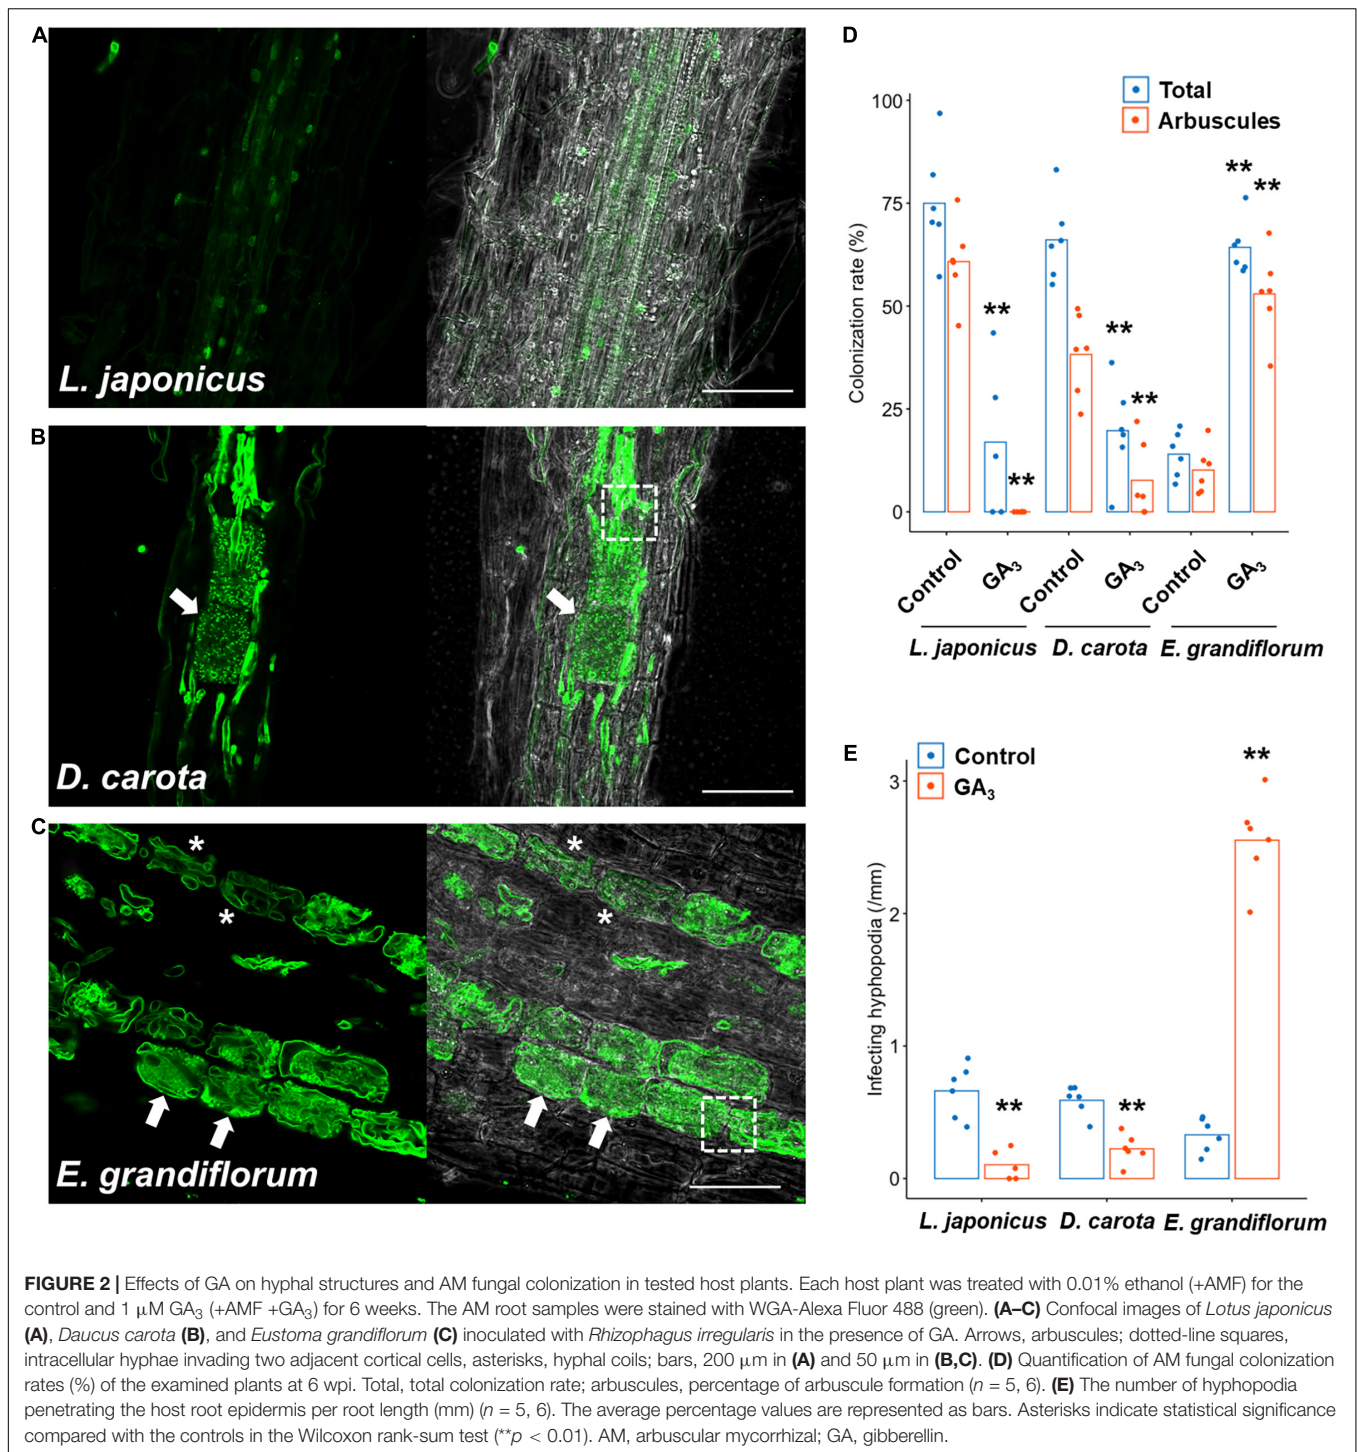 A
L. japonicus
B
D. carota
C
*
*
*
*
E. grandiflorum
D
Total
Arbuscules
Colonization rate (%)
100
75
50
25
0
**
**
**
**
**
**
Control
GA3
Control
GA3
Control
GA3
L. japonicus
D. carota
E. grandiflorum
E
Control
GA3
Infecting hyphopodia (/mm)
3
2
1
0
**
**
**
L. japonicus
D. carota
E. grandiflorum
FIGURE 2 | Effects of GA on hyphal structures and AM fungal colonization in tested host plants. Each host plant was treated with 0.01% ethanol (+AMF) for the
control and 1 μM GA3 (+AMF +GA3) for 6 weeks. The AM root samples were stained with WGA-Alexa Fluor 488 (green). (A–C) Confocal images of Lotus japonicus
(A), Daucus carota (B), and Eustoma grandiflorum (C) inoculated with Rhizophagus irregularis in the presence of GA. Arrows, arbuscules; dotted-line squares,
intracellular hyphae invading two adjacent cortical cells, asterisks, hyphal coils; bars, 200 μm in (A) and 50 μm in (B,C). (D) Quantification of AM fungal colonization
rates (%) of the examined plants at 6 wpi. Total, total colonization rate; arbuscules, percentage of arbuscule formation (n = 5, 6). (E) The number of hyphopodia
penetrating the host root epidermis per root length (mm) (n = 5, 6). The average percentage values are represented as bars. Asterisks indicate statistical significance
compared with the controls in the Wilcoxon rank-sum test (**p < 0.01). AM, arbuscular mycorrhizal; GA, gibberellin.